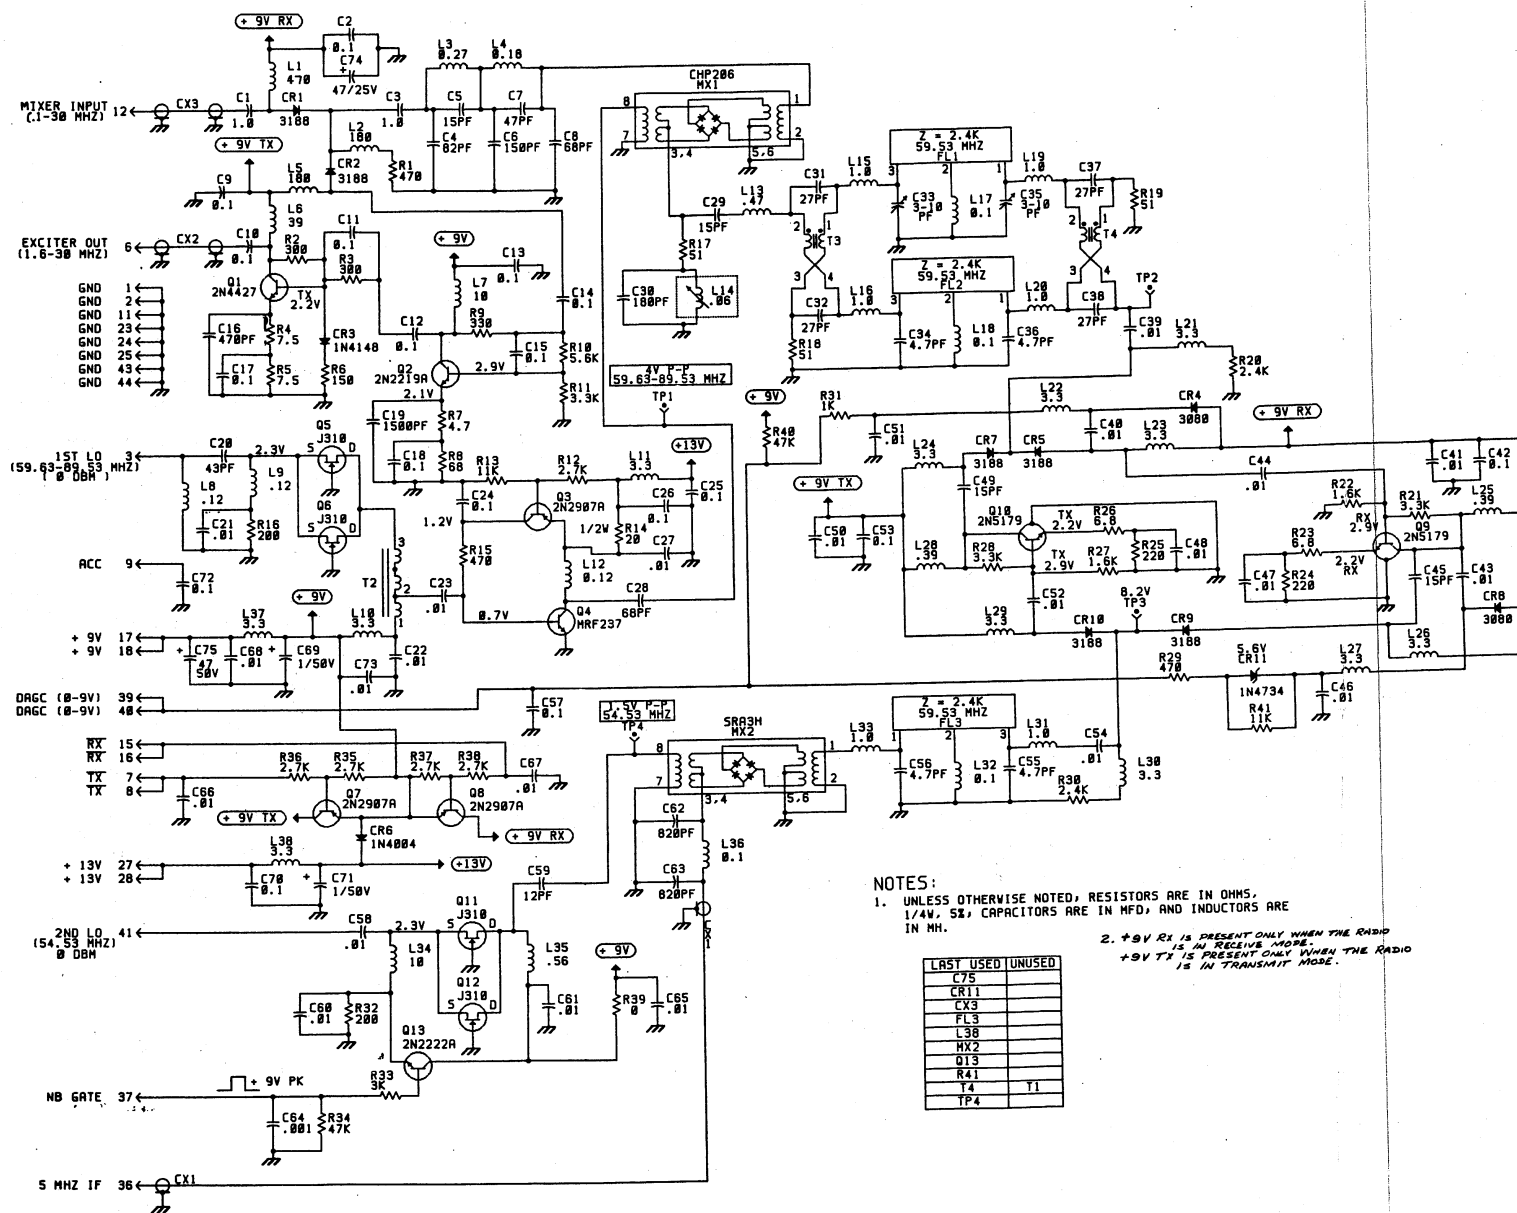 + 9V RX
C2
0.1
C74
+
47/25V
L1
470
L3
0.27
L4
0.18
CHP206
MX1
MIXER INPUT 12
(.1-30 MHZ)
CX3
C1
1.0
CR1
3188
C3
1.0
C5
15PF
C7
47PF
8
1
7
2
3,4
5,6
+ 9V TX
L2
180
C4
82PF
C6
150PF
C8
68PF
CR2
3188
R1
470
C9
0.1
L5
180
L6
39
C11
0.1
EXCITER OUT 6
(1.6-30 MHZ)
CX2
C10
0.1
R2
300
R3
300
Q1
2N4427
TX
2.2V
+ 9V
C13
0.1
L7
10
C14
0.1
GND 1
GND 2
GND 11
GND 23
GND 24
GND 25
GND 43
GND 44
C16
470PF
R4
7.5
C17
0.1
R5
7.5
CR3
1N4148
R6
150
C12
0.1
R9
330
C15
0.1
R10
5.6K
Q2
2N2219A
2.9V
2.1V
R11
3.3K
C19
1500PF
R7
4.7
C18
0.1
R8
68
C29
15PF
L13
.47
R17
51
C30
180PF
L14
.06
C31
27PF
L15
1.0
Z = 2.4K
59.53 MHZ
FL1
3
2
1
C33
3-10
PF
L17
0.1
C35
3-10
PF
L19
1.0
C37
27PF
R19
51
2
1
T3
3
4
2
1
T4
3
4
TP2
C32
27PF
L16
1.0
Z = 2.4K
59.53 MHZ
FL2
1
2
3
C34
4.7PF
L18
0.1
C36
4.7PF
L20
1.0
C38
27PF
R18
51
C39
.01
L21
3.3
R20
2.4K
4V P-P
59.63-89.53 MHZ
TP1
+ 9V
R40
47K
R31
1K
C51
.01
L22
3.3
CR4
3080
C40
.01
L23
3.3
+ 9V RX
CR7
3188
CR5
3188
L24
3.3
C44
.01
C41
.01
C42
0.1
1ST LO 3
(59.63-89.53 MHZ)
( 0 DBM )
C20
43PF
2.3V
Q5
J310
S
D
L8
.12
L9
.12
C21
.01
R16
200
Q6
J310
S
D
3
2
1
T2
R13
11K
R12
2.7K
L11
3.3
+13V
C24
0.1
1.2V
Q3
2N2907A
C26
0.1
C25
0.1
1/2W
R14
20
C27
.01
R15
470
L12
0.12
C28
68PF
C23
.01
0.7V
Q4
MRF237
ACC 9
C72
0.1
+ 9V
L37
3.3
L10
3.3
+ 9V 17
+ 9V 18
+
C75
47
50V
C68
.01
+
C69
1/50V
C73
.01
C22
.01
+ 9V TX
C50
.01
C53
0.1
C49
15PF
Q10
2N5179
TX
2.2V
R26
6.8
L28
.39
R28
3.3K
TX
2.9V
R27
1.6K
R25
220
C48
.01
C52
.01
L29
3.3
CR10
3188
8.2V
TP3
CR9
3188
R22
1.6K
R21
3.3K
L25
.39
RX
2.9
Q9
2N5179
R23
6.8
2.2V
RX
C47
.01
R24
220
C45
15PF
C43
.01
CR8
3080
L26
3.3
R29
470
5.6V
CR11
1N4734
R41
11K
L27
3.3
C46
.01
DAGC (0-9V) 39
DAGC (0-9V) 40
C57
0.1
1.5V P-P
54.53 MHZ
TP4
SRA3H
MX2
8
1
7
2
3,4
5,6
L33
1.0
Z = 2.4K
59.53 MHZ
FL3
1
2
3
C56
4.7PF
L32
0.1
C55
4.7PF
L31
1.0
C54
.01
R30
2.4K
L30
3.3
RX 15
RX 16
TX 7
TX 8
R36
2.7K
R35
2.7K
R37
2.7K
R38
2.7K
C67
.01
C66
.01
Q7
2N2907A
Q8
2N2907A
+ 9V TX
+ 9V RX
CR6
1N4004
C62
820PF
L36
0.1
C63
820PF
CX1
+ 13V 27
+ 13V 28
L38
3.3
+13V
C70
0.1
+
C71
1/50V
C59
12PF
2ND LO 41
(54.53 MHZ)
0 DBM
C58
.01
2.3V
Q11
J310
S
D
L34
10
Q12
J310
S
D
L35
.56
+ 9V
C60
.01
R32
200
C61
.01
R39
0
C65
.01
Q13
2N2222A
+ 9V PK
R33
3K
NB GATE 37
C64
.001
R34
47K
5 MHZ IF 36
CX1
NOTES:
1. UNLESS OTHERWISE NOTED, RESISTORS ARE IN OHMS,
1/4W, 5%; CAPACITORS ARE IN MFD; AND INDUCTORS ARE
IN MH.
2. +9V RX IS PRESENT ONLY WHEN THE RADIO
IS IN RECEIVE MODE.
+9V TX IS PRESENT ONLY WHEN THE RADIO
IS IN TRANSMIT MODE.
LAST USED UNUSED
C75
CR11
CX3
FL3
L38
MX2
Q13
R41
T4 T1
TP4